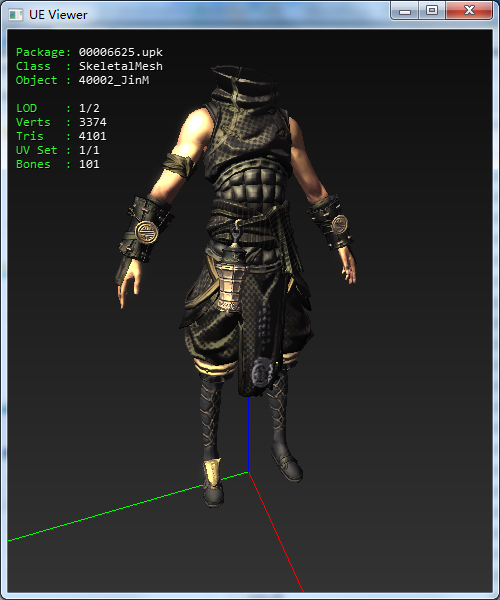 UE Viewer
Package: 00006625.upk
Class : SkeletalMesh
Object : 40002_JinM
LOD : 1/2
Verts : 3374
Tris : 4101
UV Set : 1/1
Bones : 101